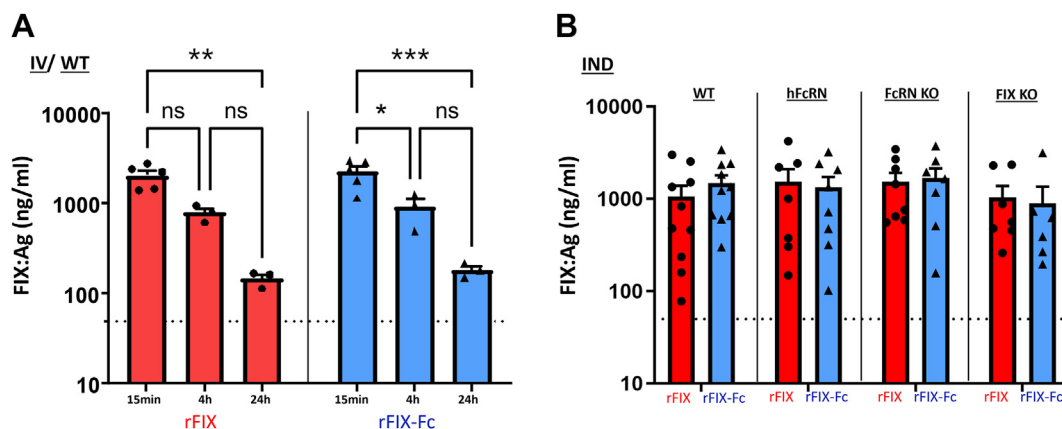 A
IV/ WT
FIX:Ag (ng/ml)
10000
1000
100
10
**
ns
ns
***
*
ns
15min 4h 24h 15min 4h 24h
rFIX rFIX-Fc
B
IND
FIX:Ag (ng/ml)
10000
1000
100
10
WT hFcRN FcRN KO FIX KO
rFIX rFIX-Fc rFIX rFIX-Fc rFIX rFIX-Fc rFIX rFIX-Fc